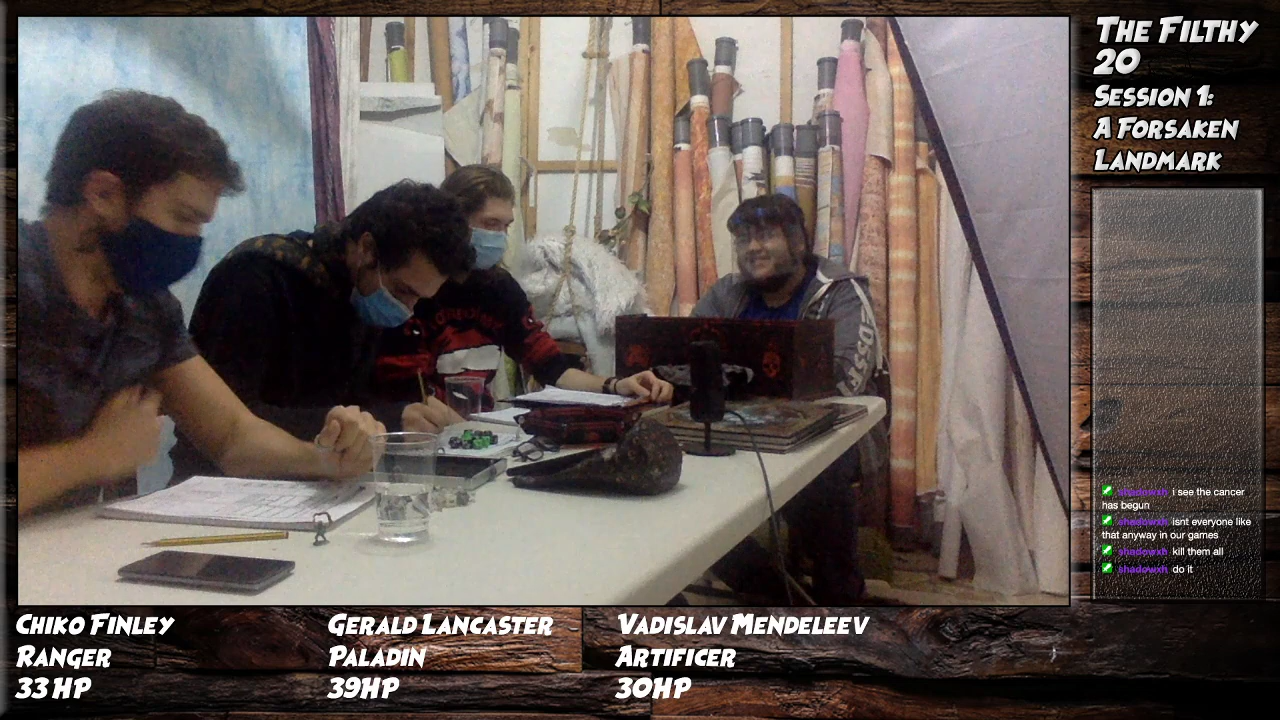 The Filthy
20
Session 1:
A Forsaken
Landmark
shadowxh i see the cancer
has begun
shadowxh isnt everyone like
that anyway in our games
shadowxh kill them all
shadowxh do it
Chiko Finley
Ranger
33 HP
Gerald Lancaster
Paladin
39HP
Vadislav Mendeleev
Artificer
30HP